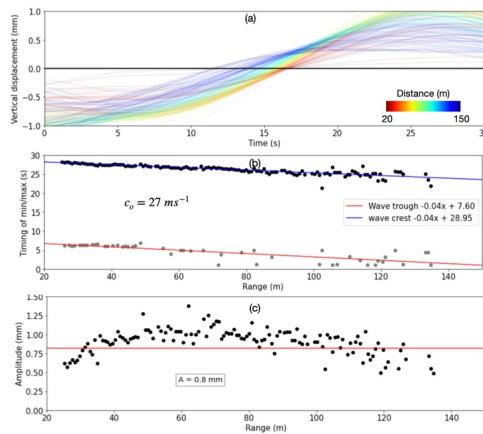 (a)
1.0
0.5
0.0
-0.5
-1.0
Vertical displacement (mm)
Distance (m)
20
150
0
5
10
15
20
Time (s)
(b)
30
25
20
15
10
5
0
Timing of min/max (s)
c_o = 27 ms^-1
Wave trough -0.04x + 7.60
wave crest -0.04x + 28.95
20
40
60
80
100
120
140
Range (m)
(c)
1.50
1.25
1.00
0.75
0.50
0.25
0.00
Amplitude (mm)
A = 0.8 mm
20
40
60
80
100
120
140
Range (m)